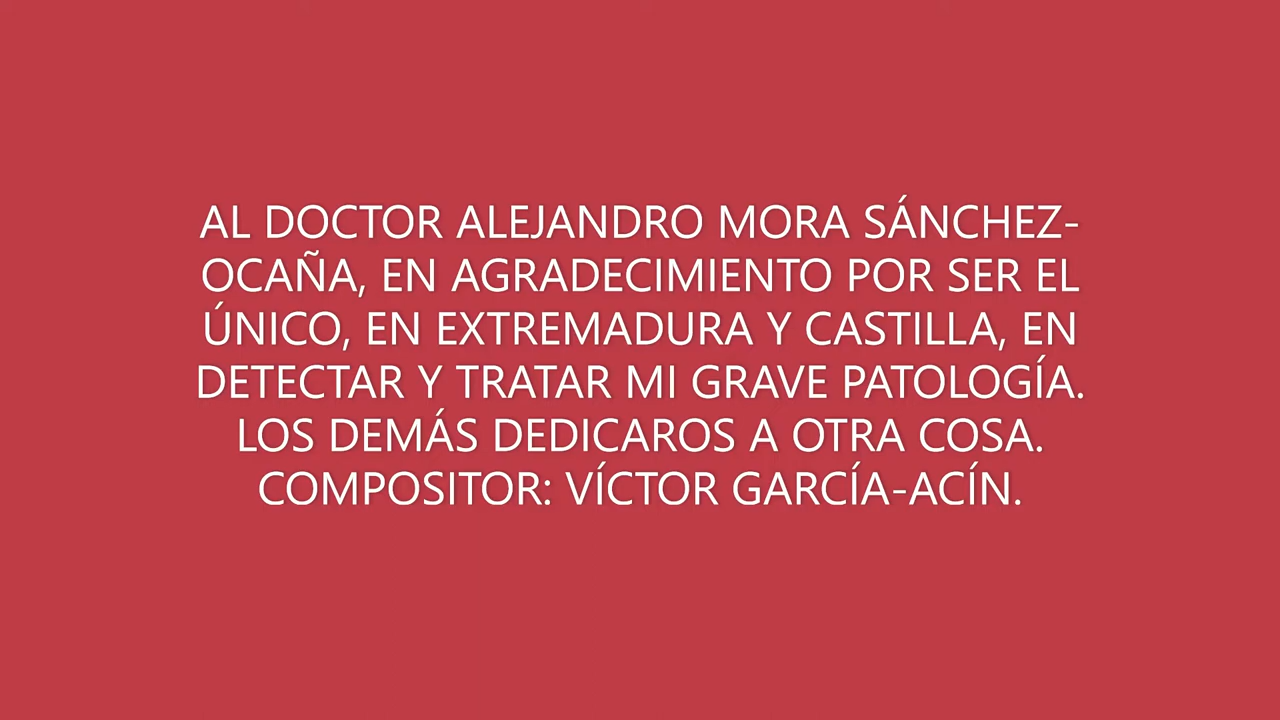 AL DOCTOR ALEJANDRO MORA SÁNCHEZ-
OCAÑA, EN AGRADECIMIENTO POR SER EL
ÚNICO, EN EXTREMADURA Y CASTILLA, EN
DETECTAR Y TRATAR MI GRAVE PATOLOGÍA.
LOS DEMÁS DEDICAROS A OTRA COSA.
COMPOSITOR: VÍCTOR GARCÍA-ACÍN.